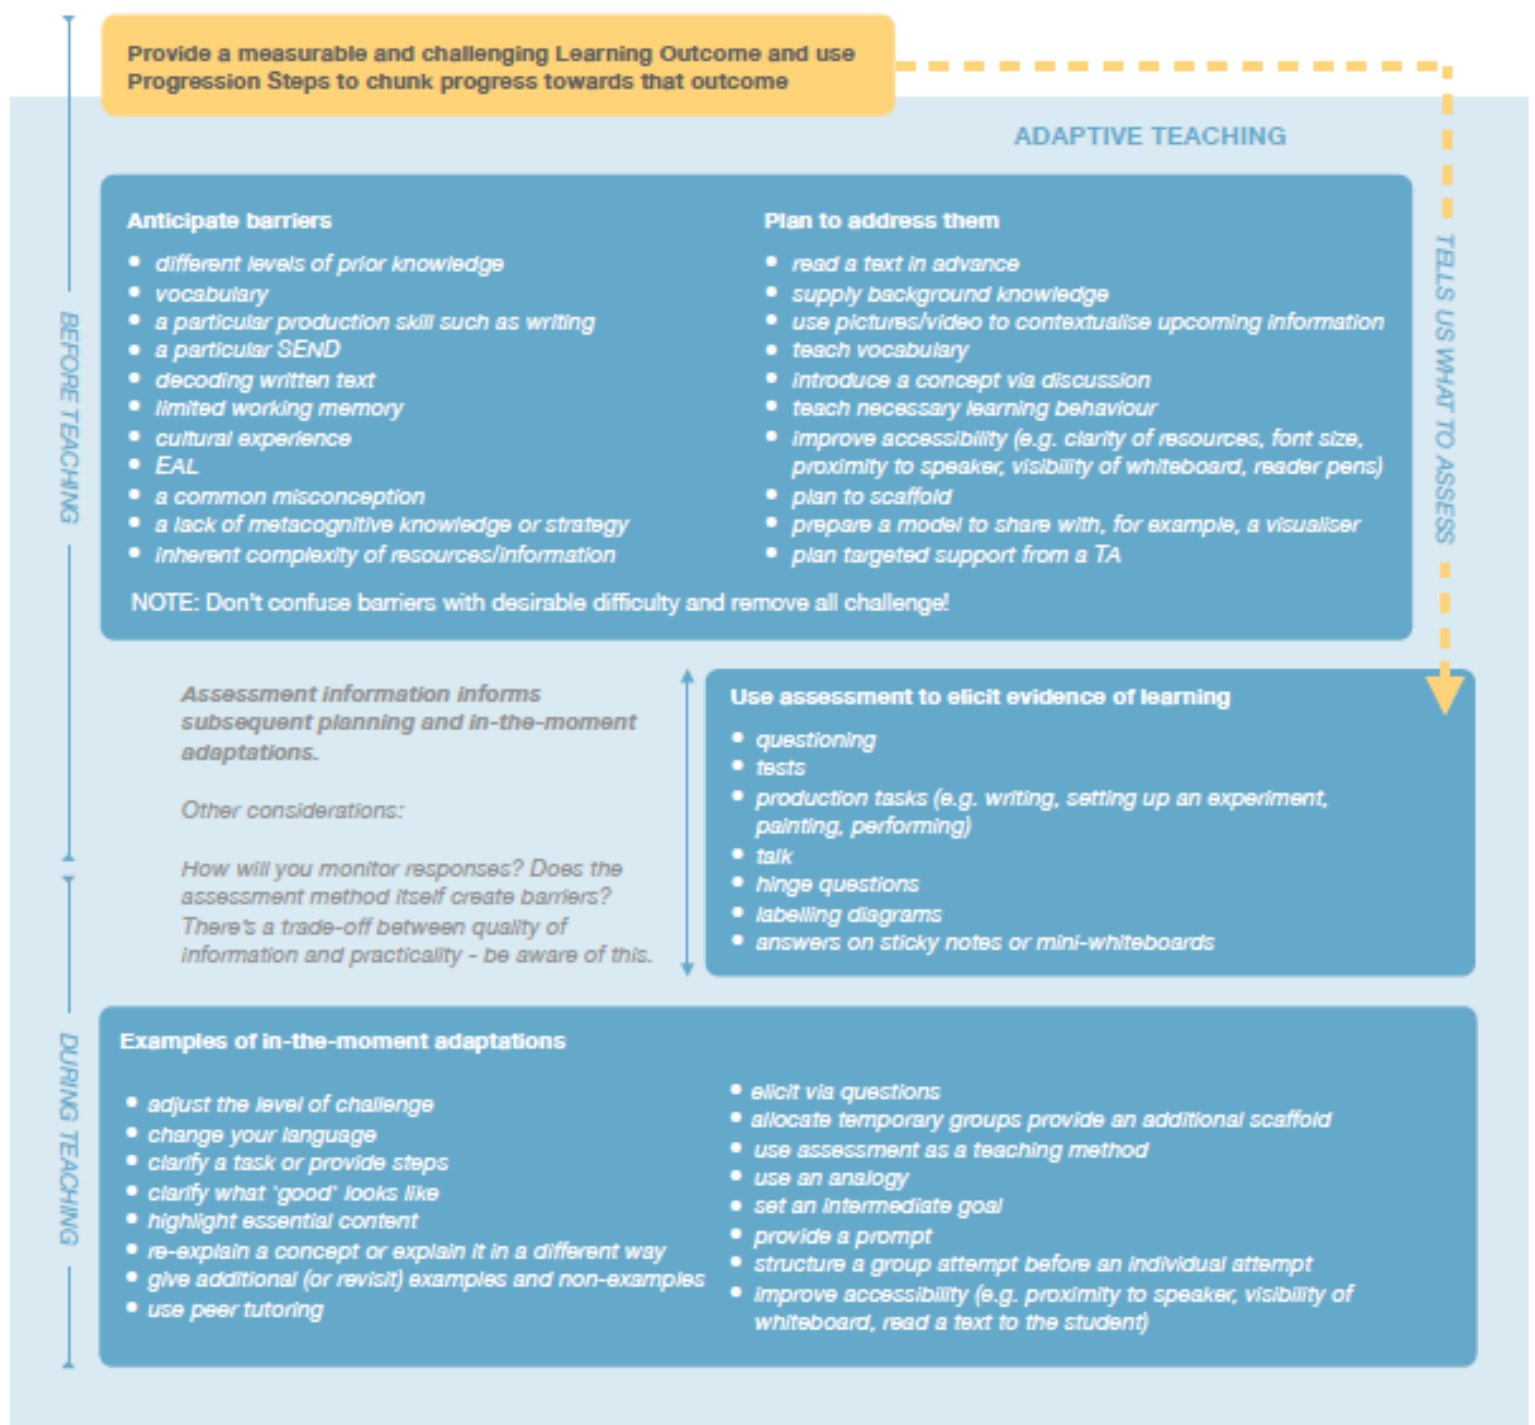 Provide a measurable and challenging Learning Outcome and use
Progression Steps to chunk progress towards that outcome
ADAPTIVE TEACHING
BEFORE TEACHING
Anticipate barriers
• different levels of prior knowledge
• vocabulary
• a particular production skill such as writing
• a particular SEND
• decoding written text
• limited working memory
• cultural experience
• EAL
• a common misconception
• a lack of metacognitive knowledge or strategy
• inherent complexity of resources/information
Plan to address them
• read a text in advance
• supply background knowledge
• use pictures/video to contextualise upcoming information
• teach vocabulary
• introduce a concept via discussion
• teach necessary learning behaviour
• improve accessibility (e.g. clarity of resources, font size,
proximity to speaker, visibility of whiteboard, reader pens)
• plan to scaffold
• prepare a model to share with, for example, a visualiser
• plan targeted support from a TA
NOTE: Don't confuse barriers with desirable difficulty and remove all challenge!
TELLS US WHAT TO ASSESS
Assessment information informs
subsequent planning and in-the-moment
adaptations.
Other considerations:
How will you monitor responses? Does the
assessment method itself create barriers?
There's a trade-off between quality of
information and practicality - be aware of this.
Use assessment to elicit evidence of learning
• questioning
• tests
• production tasks (e.g. writing, setting up an experiment,
painting, performing)
• talk
• hinge questions
• labelling diagrams
• answers on sticky notes or mini-whiteboards
DURING TEACHING
Examples of in-the-moment adaptations
• adjust the level of challenge
• change your language
• clarify a task or provide steps
• clarify what "good" looks like
• highlight essential content
• re-explain a concept or explain it in a different way
• give additional (or revisit) examples and non-examples
• use peer tutoring
• elicit via questions
• allocate temporary groups provide an additional scaffold
• use assessment as a teaching method
• use an analogy
• set an intermediate goal
• provide a prompt
• structure a group attempt before an individual attempt
• improve accessibility (e.g. proximity to speaker, visibility of
whiteboard, read a text to the student)